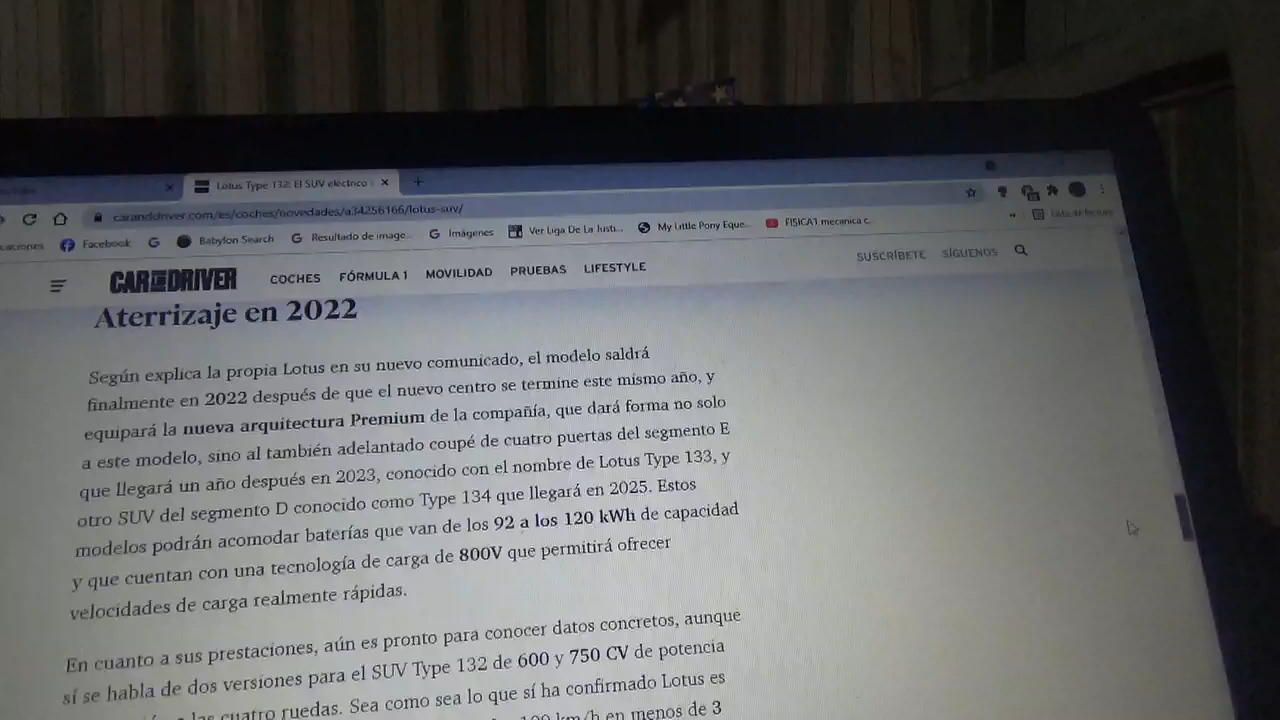 Lotus Type 132: El SUV eléctrico
caranddriver.com/es/coches/novedades/a34256166/lotus-suv/
Facebook Babylon Search Resultado de image... Imágenes Ver Liga De La Justi... My Little Pony Eque... FISICA1 mecanica c...
CAR AND DRIVER COCHES FÓRMULA 1 MOVILIDAD PRUEBAS LIFESTYLE SUSCRÍBETE SÍGUENOS
Aterrizaje en 2022
Según explica la propia Lotus en su nuevo comunicado, el modelo saldrá
finalmente en 2022 después de que el nuevo centro se termine este mismo año, y
equipará la nueva arquitectura Premium de la compañía, que dará forma no solo
a este modelo, sino al también adelantado coupé de cuatro puertas del segmento E
que llegará un año después en 2023, conocido con el nombre de Lotus Type 133, y
otro SUV del segmento D conocido como Type 134 que llegará en 2025. Estos
modelos podrán acomodar baterías que van de los 92 a los 120 kWh de capacidad
y que cuentan con una tecnología de carga de 800V que permitirá ofrecer
velocidades de carga realmente rápidas.
En cuanto a sus prestaciones, aún es pronto para conocer datos concretos, aunque
sí se habla de dos versiones para el SUV Type 132 de 600 y 750 CV de potencia
las cuatro ruedas. Sea como sea lo que sí ha confirmado Lotus es
100 km/h en menos de 3